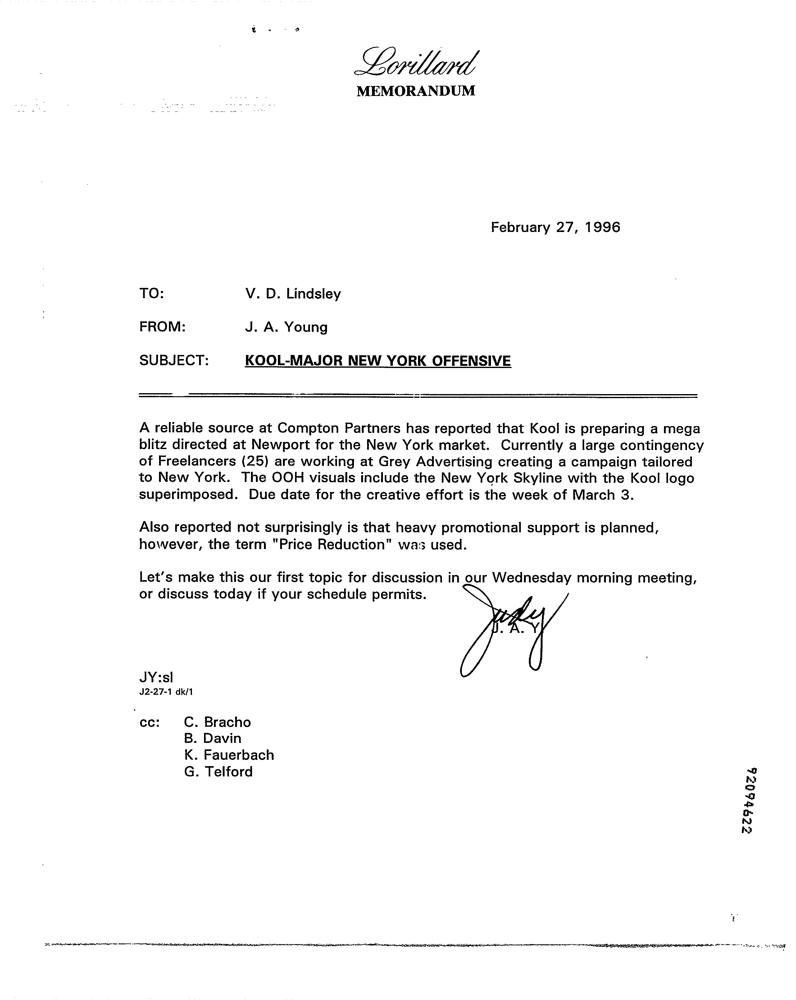 Lorillard
MEMORANDUM
February 27, 1996
TO: V. D. Lindsley
FROM: J. A. Young
SUBJECT: KOOL-MAJOR NEW YORK OFFENSIVE
A reliable source at Compton Partners has reported that Kool is preparing a mega
blitz directed at Newport for the New York market. Currently a large contingency
of Freelancers (25) are working at Grey Advertising creating a campaign tailored
to New York. The OOH visuals include the New York Skyline with the Kool logo
superimposed. Due date for the creative effort is the week of March 3.
Also reported not surprisingly is that heavy promotional support is planned,
however, the term "Price Reduction" was used.
Let's make this our first topic for discussion in our Wednesday morning meeting,
or discuss today if your schedule permits.
Judy
J. A. Y
JY:sl
J2-27-1 dk/1
cc: C. Bracho
B. Davin
K. Fauerbach
G. Telford
92094622